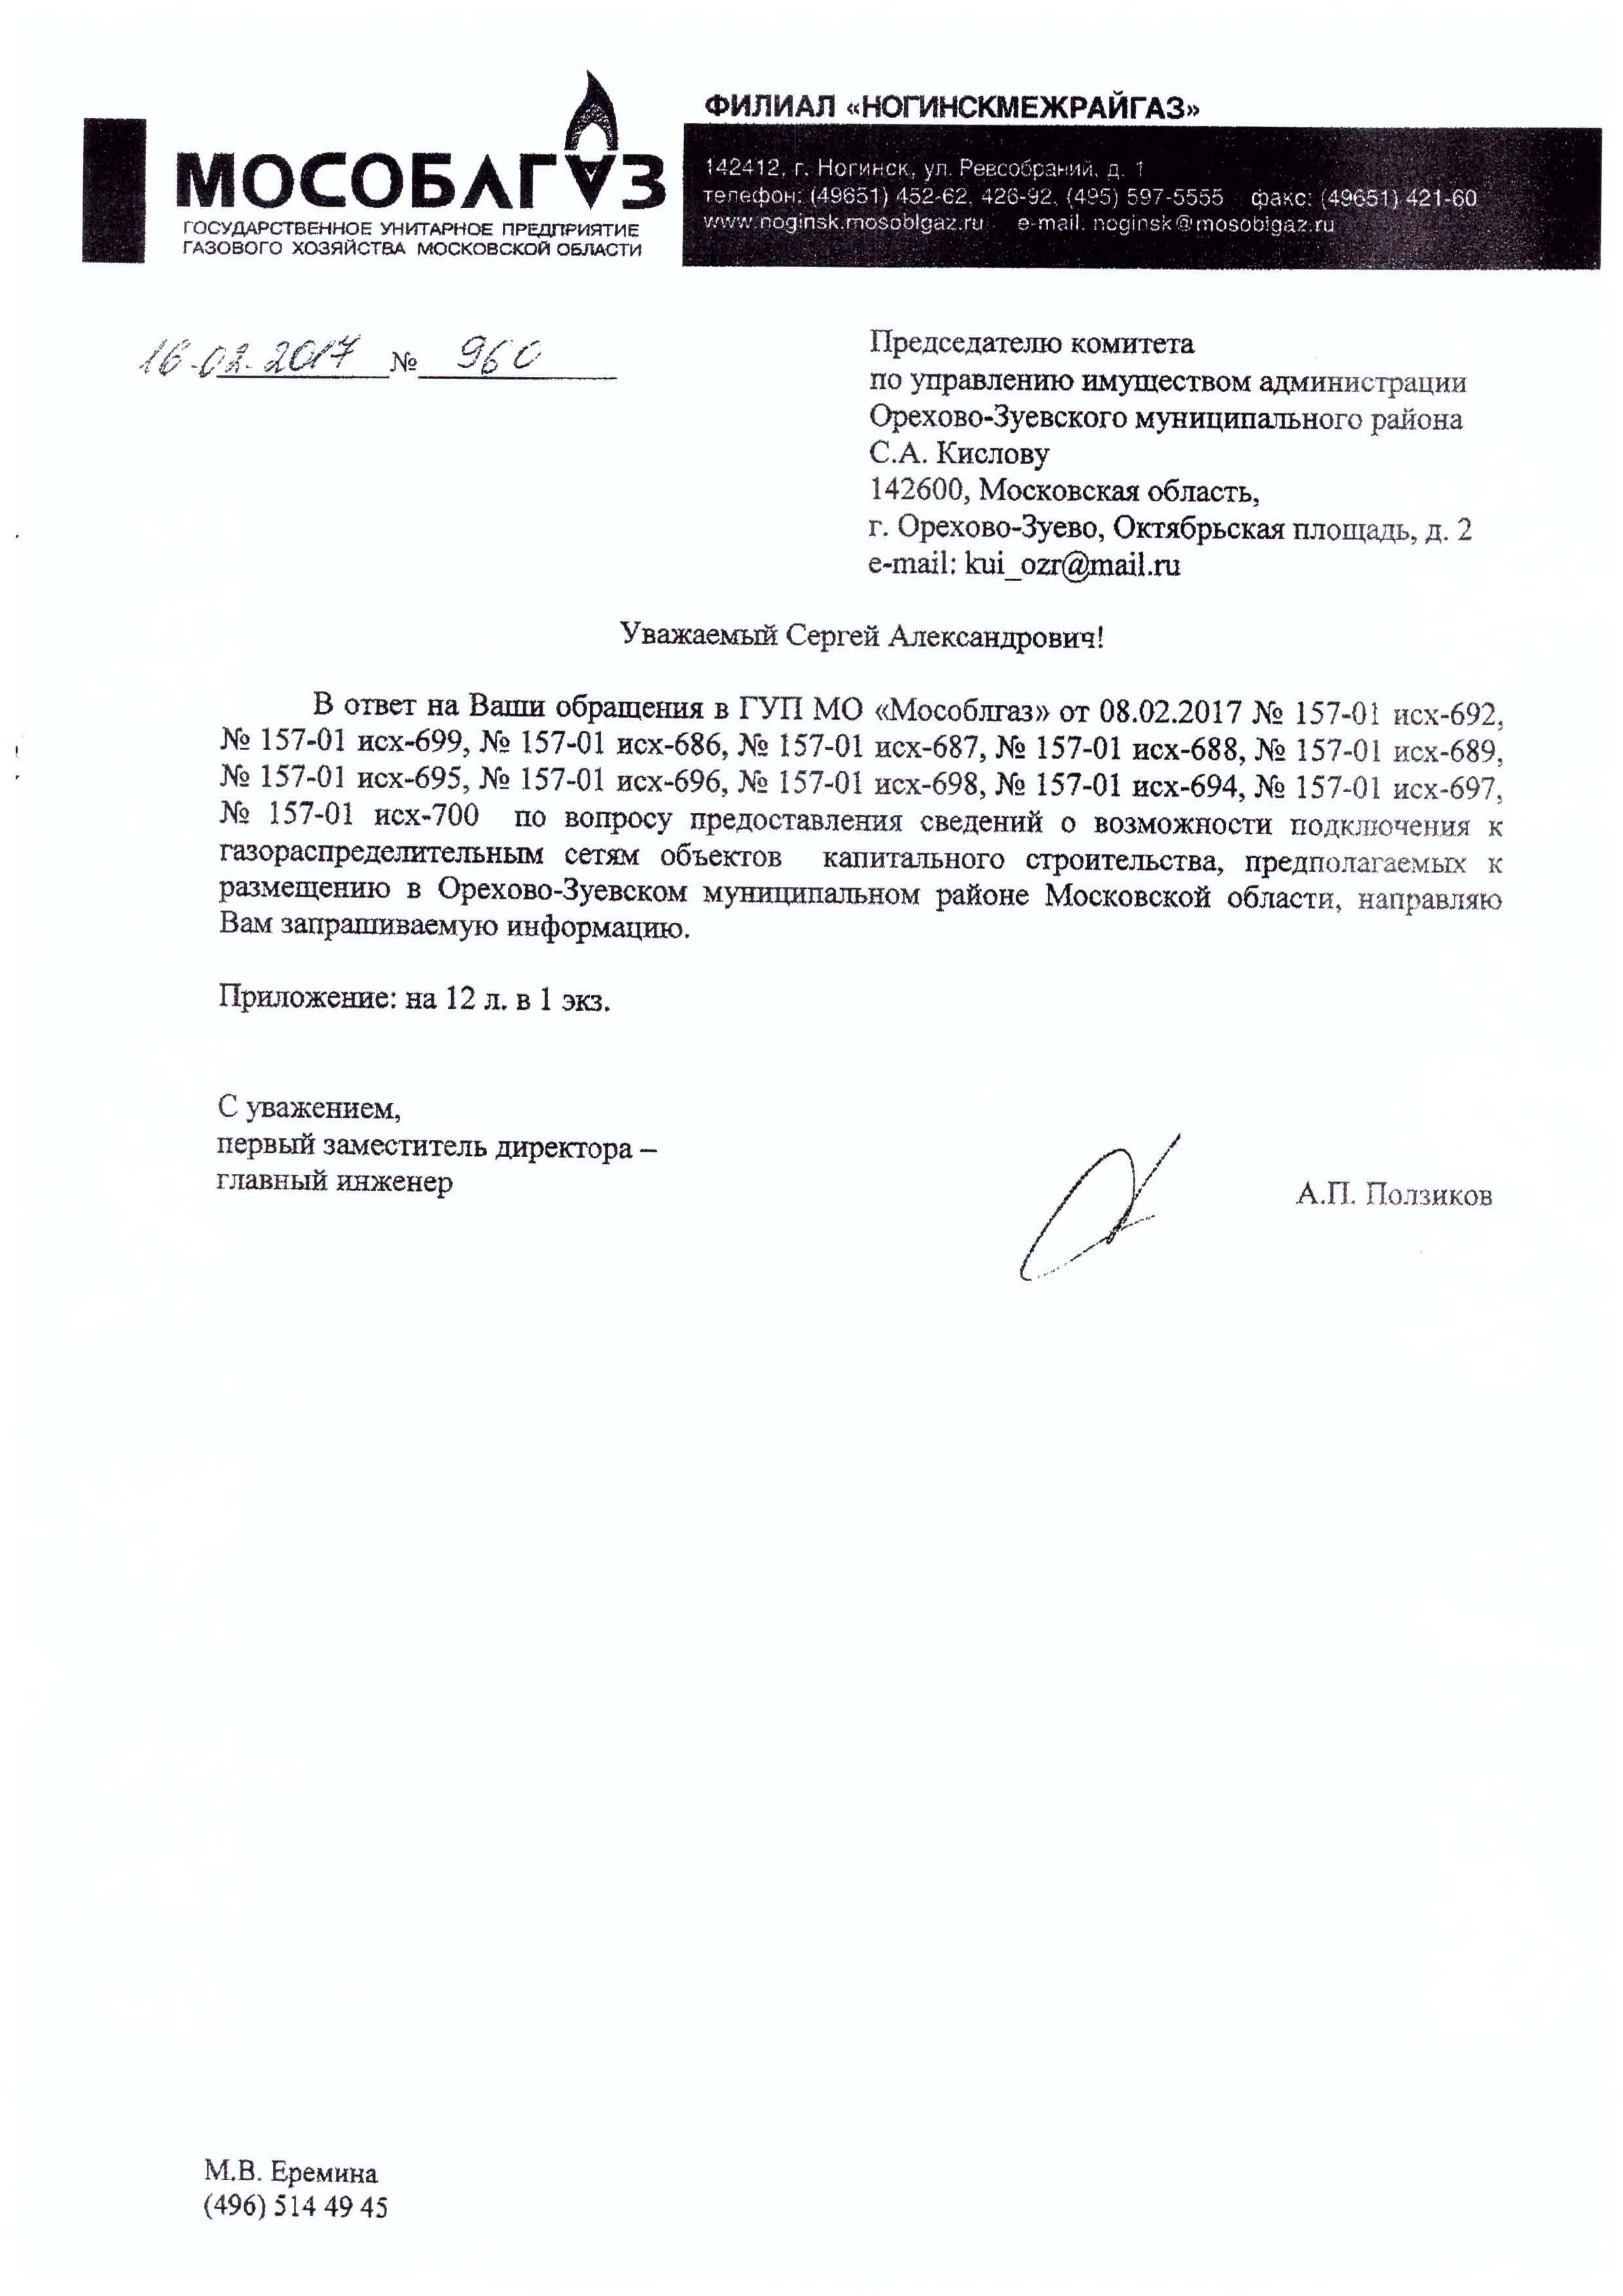 МОСОБЛГАЗ
ГОСУДАРСТВЕННОЕ УНИТАРНОЕ ПРЕДПРИЯТИЕ
ГАЗОВОГО ХОЗЯЙСТВА МОСКОВСКОЙ ОБЛАСТИ
ФИЛИАЛ «НОГИНСКМЕЖРАЙГАЗ»
142412, г. Ногинск, ул. Ревсобраний, д. 1
телефон: (49651) 452-62, 426-92, (495) 597-5555 факс: (49651) 421-60
www.noginsk.mosoblgaz.ru e-mail: noginsk@mosoblgaz.ru
16.02.2017 № 960
Председателю комитета
по управлению имуществом администрации
Орехово-Зуевского муниципального района
С.А. Кислову
142600, Московская область,
г. Орехово-Зуево, Октябрьская площадь, д. 2
e-mail: kui_ozr@mail.ru
Уважаемый Сергей Александрович!
В ответ на Ваши обращения в ГУП МО «Мособлгаз» от 08.02.2017 № 157-01 исх-692,
№ 157-01 исх-699, № 157-01 исх-686, № 157-01 исх-687, № 157-01 исх-688, № 157-01 исх-689,
№ 157-01 исх-695, № 157-01 исх-696, № 157-01 исх-698, № 157-01 исх-694, № 157-01 исх-697,
№ 157-01 исх-700 по вопросу предоставления сведений о возможности подключения к
газораспределительным сетям объектов капитального строительства, предполагаемых к
размещению в Орехово-Зуевском муниципальном районе Московской области, направляю
Вам запрашиваемую информацию.
Приложение: на 12 л. в 1 экз.
С уважением,
первый заместитель директора –
главный инженер
А.П. Ползиков
М.В. Еремина
(496) 514 49 45